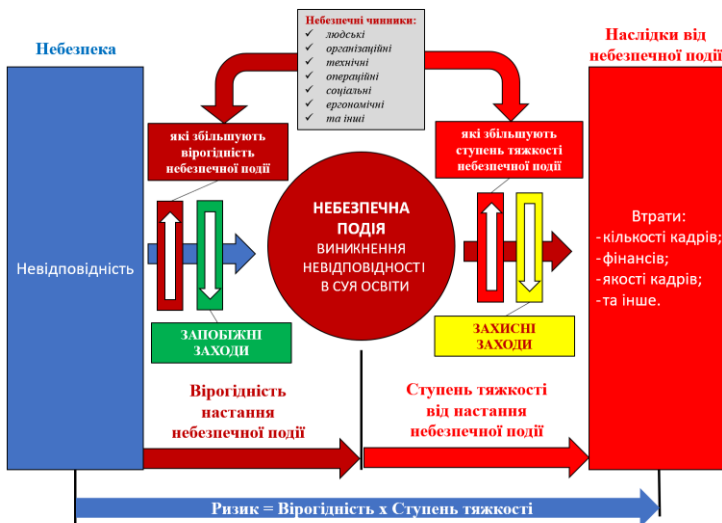 Небезпечні чинники:
✓ людські
✓ організаційні
✓ технічні
✓ операційні
✓ соціальні
✓ ергономічні
✓ та інші
Небезпека
Наслідки від
небезпечної події
які збільшують
вірогідність
небезпечної події
які збільшують
ступень тяжкості
небезпечної події
Невідповідність
НЕБЕЗПЕЧНА
ПОДІЯ
ВИНИКНЕННЯ
НЕВІДПОВІДНОСТІ
В СУЯ ОСВІТИ
Втрати:
-кількості кадрів;
-фінансів;
-якості кадрів;
-та інше.
ЗАПОБІЖНІ
ЗАХОДИ
ЗАХИСНІ
ЗАХОДИ
Вірогідність
настання
небезпечної події
Ступень тяжкості
від настання
небезпечної події
Ризик = Вірогідність х Ступень тяжкості